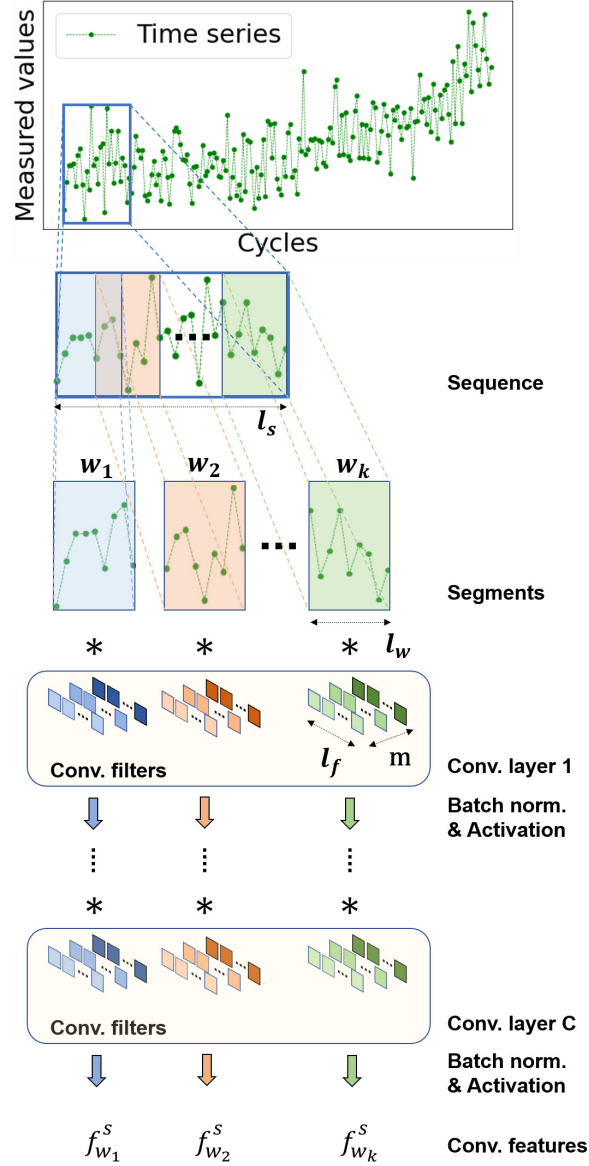 Time series
Measured values
Cycles
Sequence
l_s
w_1 w_2 w_k
Segments
l_w
* * *
l_f m
Conv. filters
Conv. layer 1
Batch norm.
& Activation
* * *
Conv. filters
Conv. layer C
Batch norm.
& Activation
f^s_{w_1} f^s_{w_2} f^s_{w_k}
Conv. features